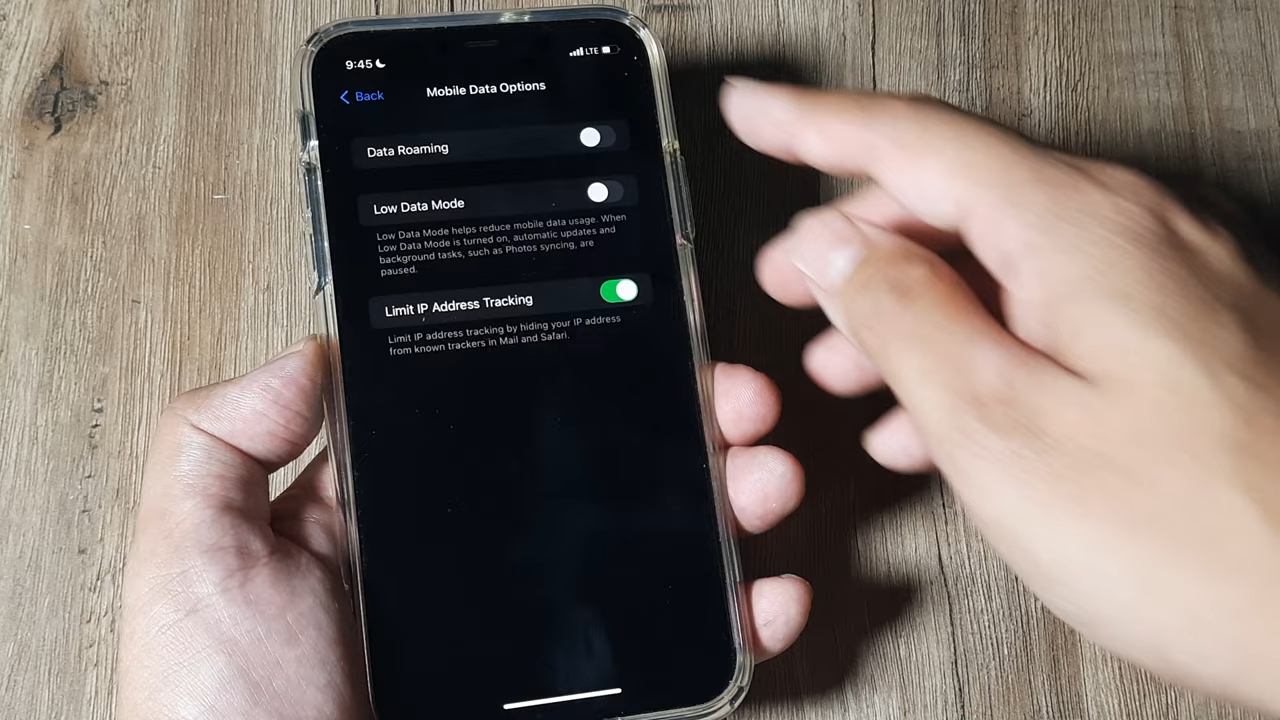 9:45
LTE
Back
Mobile Data Options
Data Roaming
Low Data Mode
Low Data Mode helps reduce mobile data usage. When
Low Data Mode is turned on, automatic updates and
background tasks, such as Photos syncing, are
paused.
Limit IP Address Tracking
Limit IP address tracking by hiding your IP address
from known trackers in Mail and Safari.